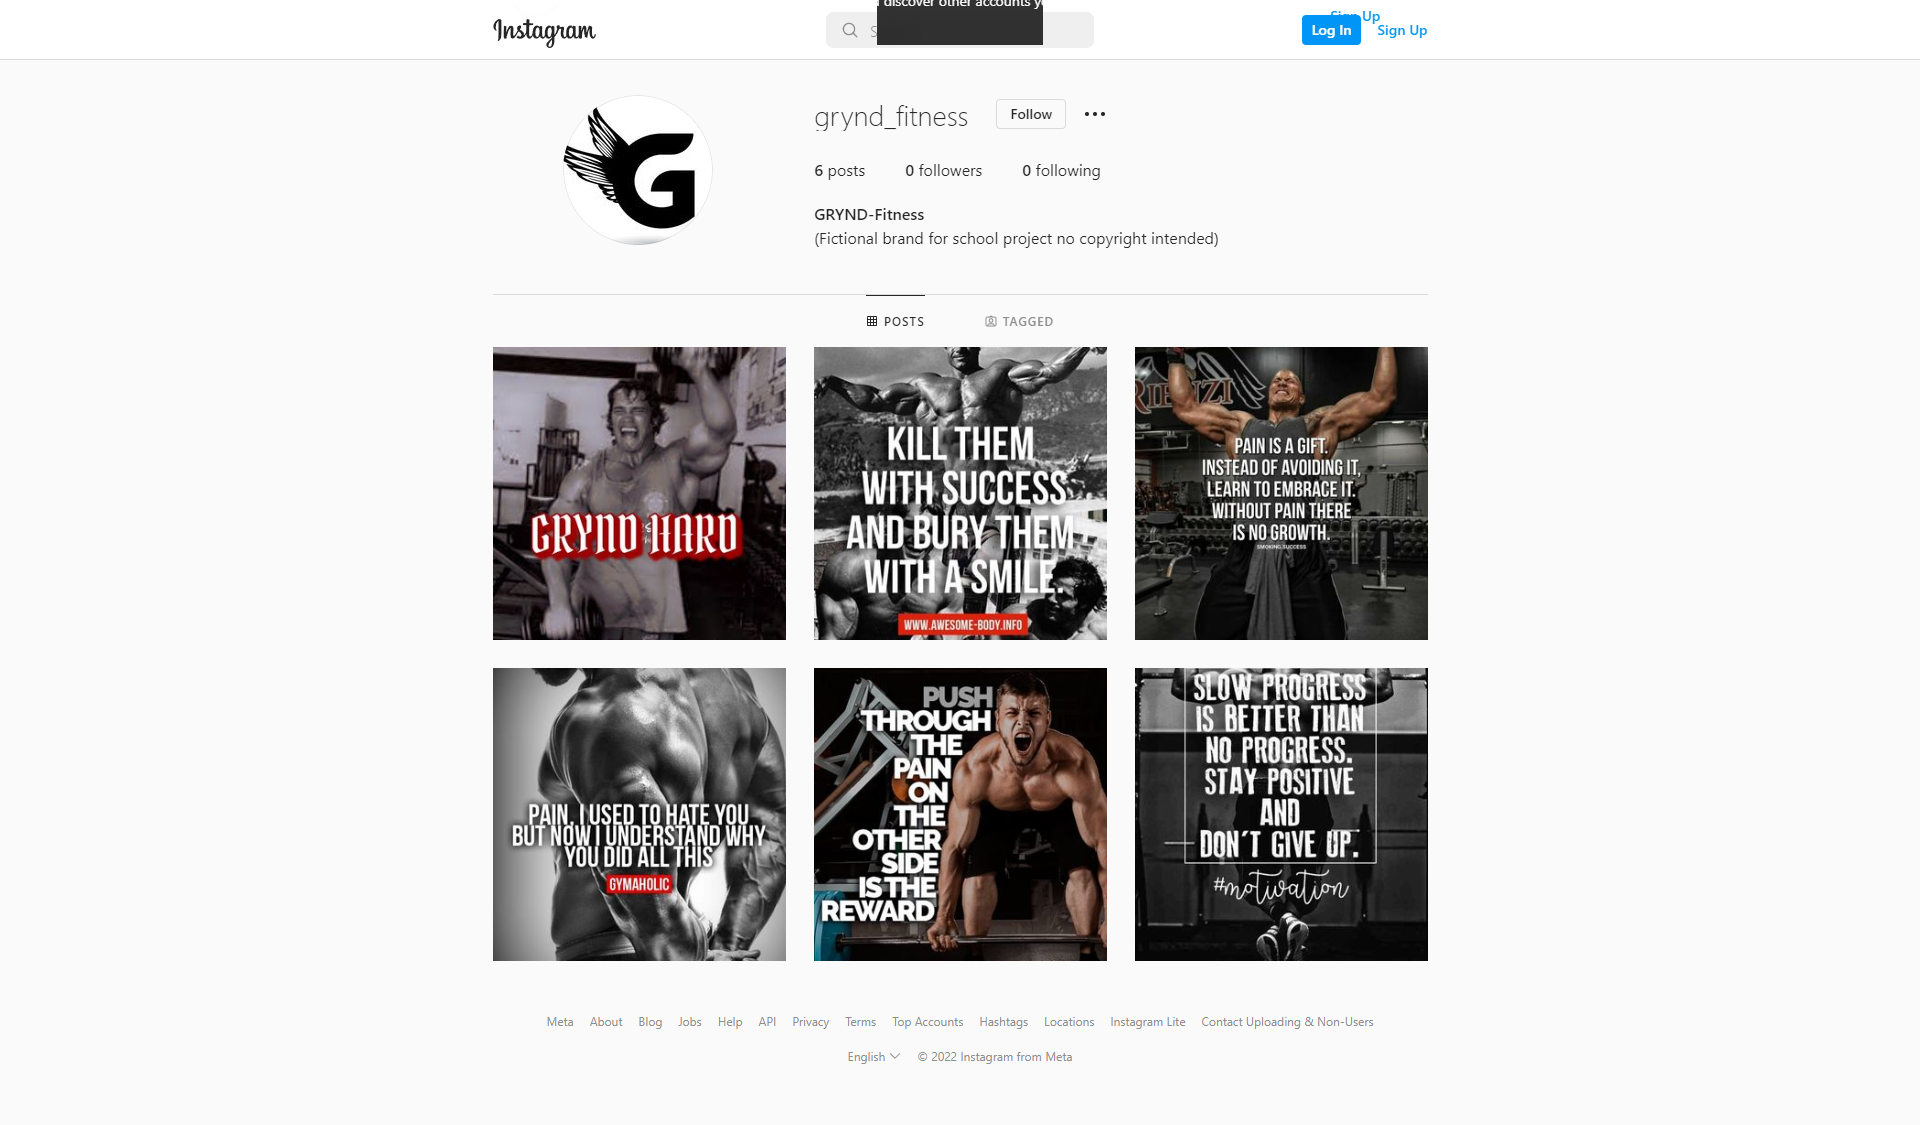 discover other accounts y
Instagram
Sign Up
Log In
Sign Up
grynd_fitness
Follow
6 posts
0 followers
0 following
GRYND-Fitness
(Fictional brand for school project no copyright intended)
POSTS
TAGGED
GRYND HARD
KILL THEM
WITH SUCCESS
AND BURY THEM
WITH A SMILE.
WWW.AWESOME-BODY.INFO
RIENZI
PAIN IS A GIFT.
INSTEAD OF AVOIDING IT,
LEARN TO EMBRACE IT.
WITHOUT PAIN THERE
IS NO GROWTH.
SMOKING.SUCCESS
PAIN, I USED TO HATE YOU
BUT NOW I UNDERSTAND WHY
YOU DID ALL THIS
GYMAHOLIC
PUSH
THROUGH
THE
PAIN
ON
THE
OTHER
SIDE
IS THE
REWARD
SLOW PROGRESS
IS BETTER THAN
NO PROGRESS.
STAY POSITIVE
AND
DON'T GIVE UP.
#motivation
Meta
About
Blog
Jobs
Help
API
Privacy
Terms
Top Accounts
Hashtags
Locations
Instagram Lite
Contact Uploading & Non-Users
English
© 2022 Instagram from Meta